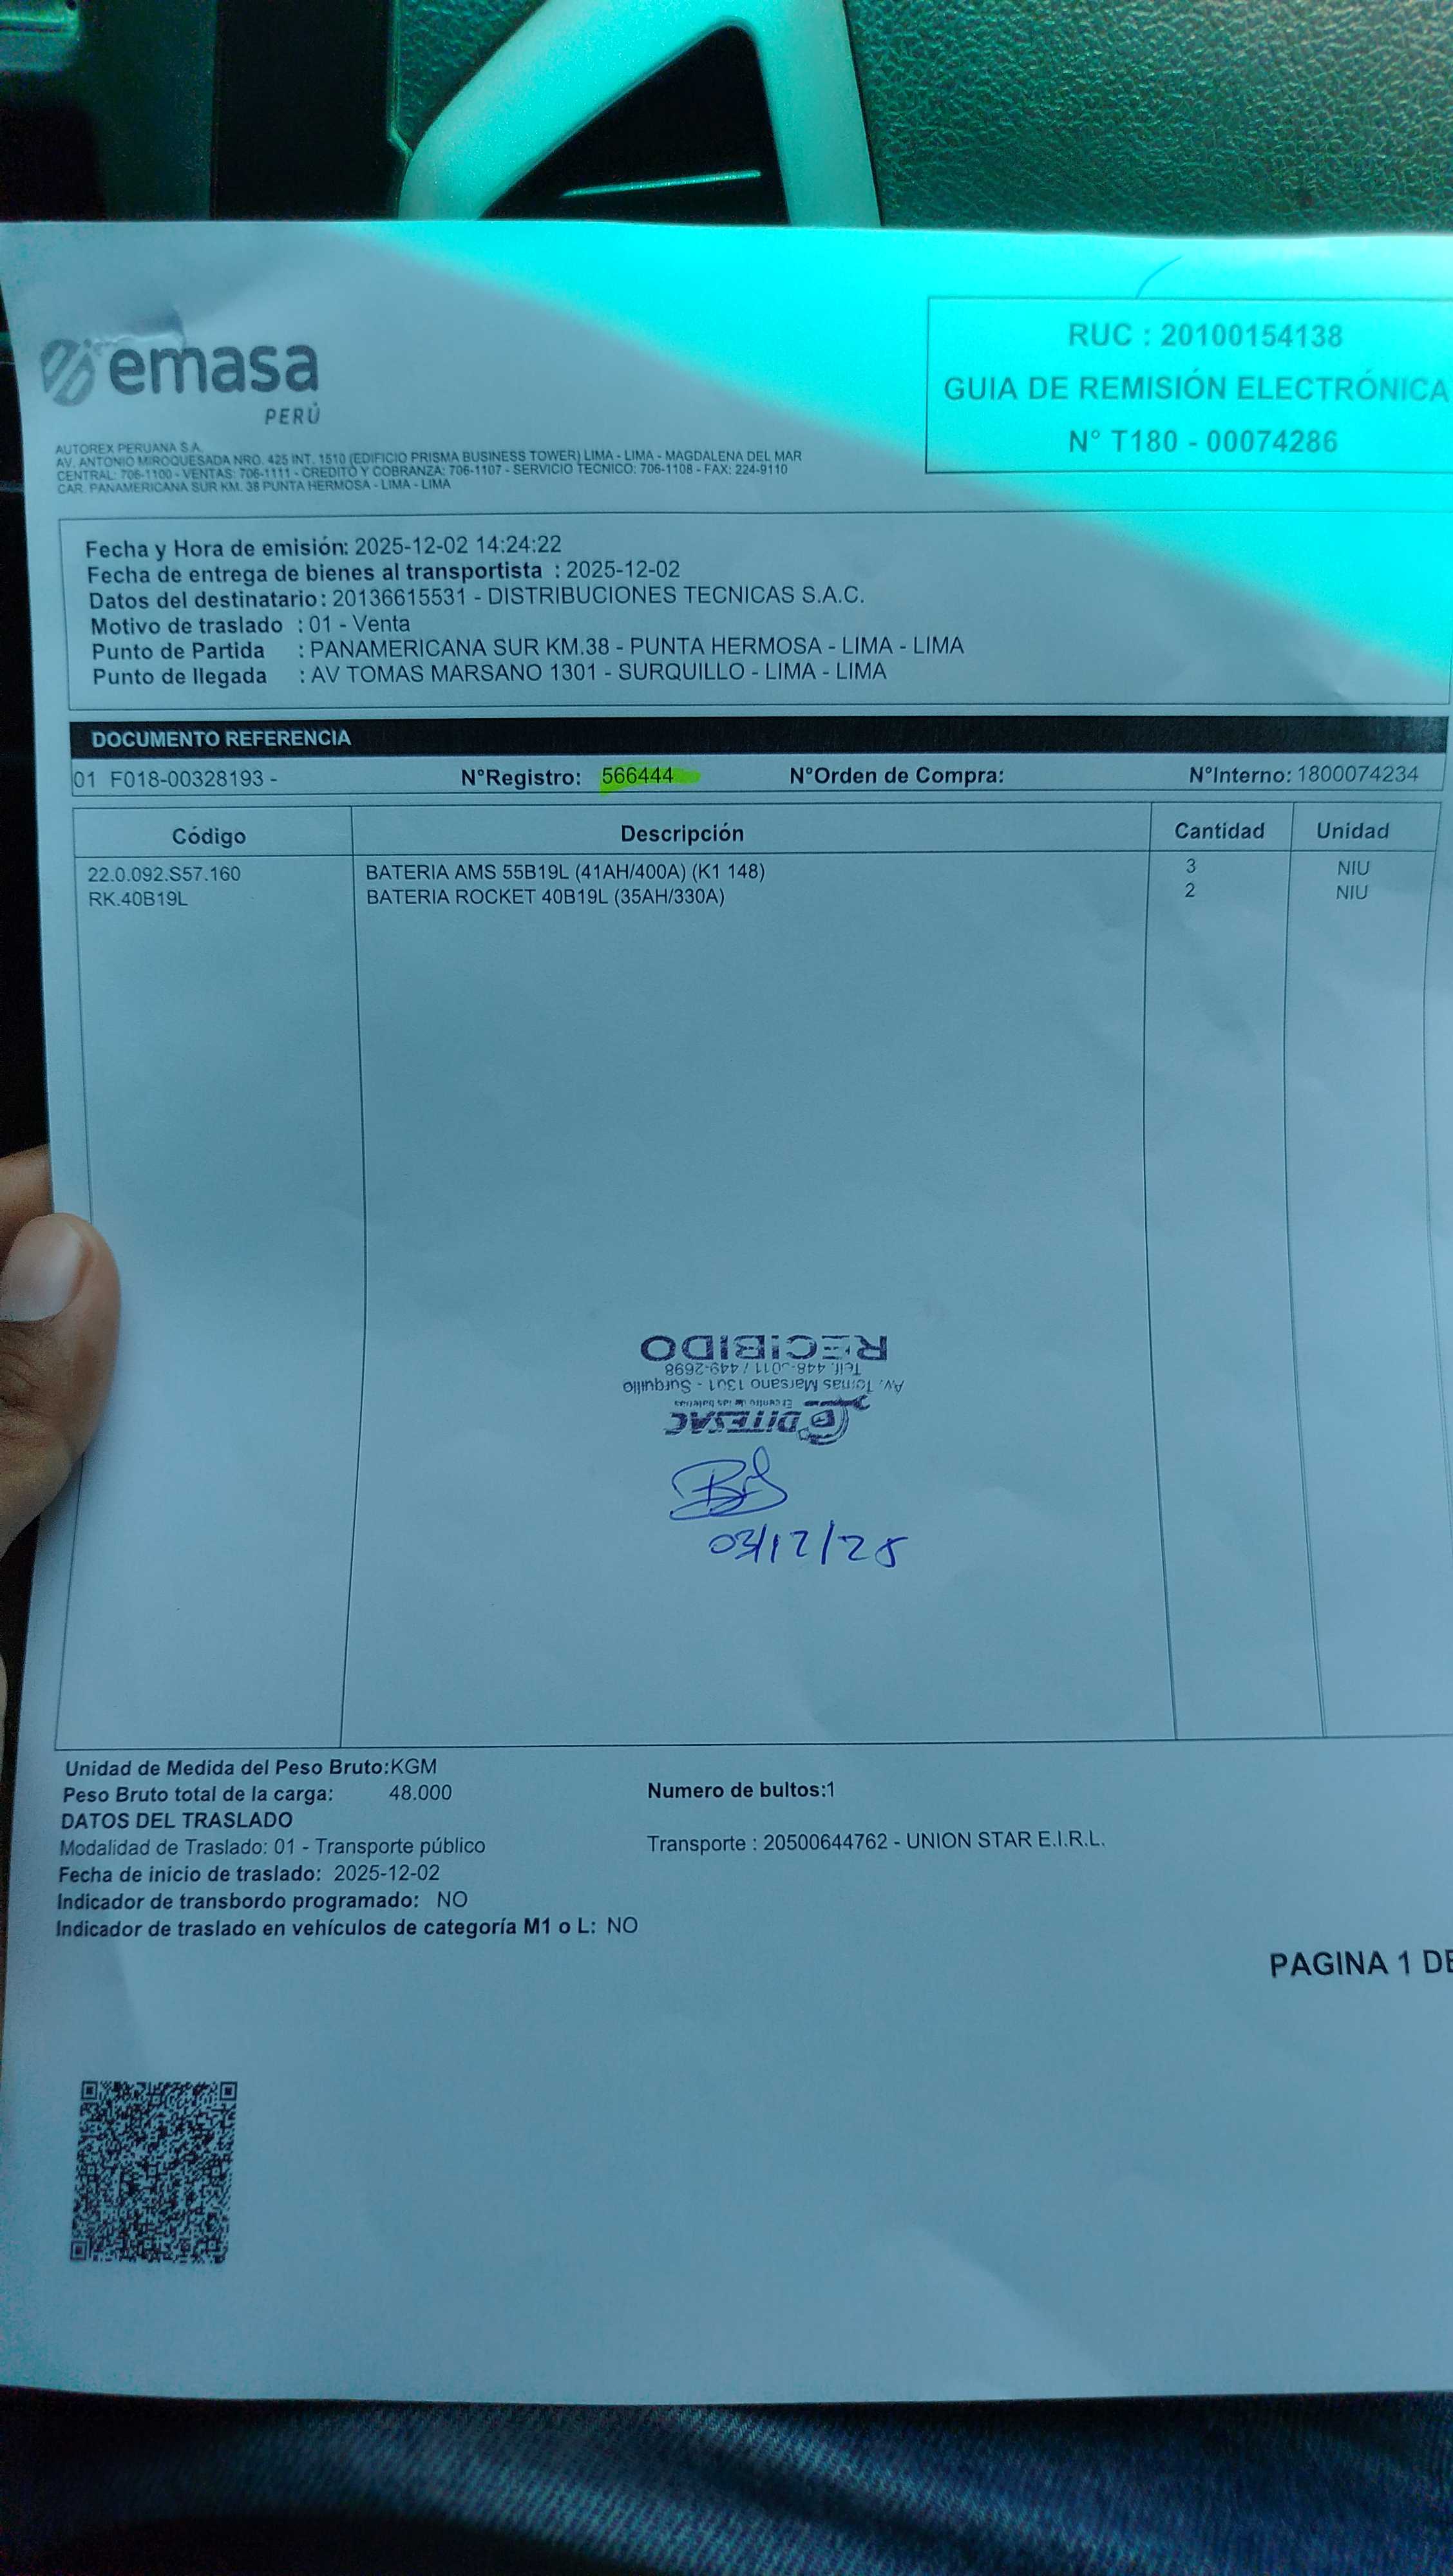 emasa
PERÚ
RUC : 20100154138
GUIA DE REMISIÓN ELECTRÓNICA
N° T180 - 00074286
AUTOREX PERUANA S.A.
AV. ANTONIO MIROQUESADA NRO. 425 INT. 1510 (EDIFICIO PRISMA BUSINESS TOWER) LIMA - LIMA - MAGDALENA DEL MAR
CENTRAL: 706-1100 - VENTAS: 706-1111 - CREDITO Y COBRANZA: 706-1107 - SERVICIO TECNICO: 706-1108 - FAX: 224-9110
CAR. PANAMERICANA SUR KM. 38 PUNTA HERMOSA - LIMA - LIMA
Fecha y Hora de emisión: 2025-12-02 14:24:22
Fecha de entrega de bienes al transportista : 2025-12-02
Datos del destinatario : 20136615531 - DISTRIBUCIONES TECNICAS S.A.C.
Motivo de traslado : 01 - Venta
Punto de Partida : PANAMERICANA SUR KM.38 - PUNTA HERMOSA - LIMA - LIMA
Punto de llegada : AV TOMAS MARSANO 1301 - SURQUILLO - LIMA - LIMA
DOCUMENTO REFERENCIA
01 F018-00328193 - N°Registro: 566444 N°Orden de Compra: N°Interno: 1800074234
Código Descripción Cantidad Unidad
22.0.092.S57.160 BATERIA AMS 55B19L (41AH/400A) (K1 148) 3 NIU
RK.40B19L BATERIA ROCKET 40B19L (35AH/330A) 2 NIU
DITESAC
El centro de las baterias
Av. Tomas Marsano 1301 - Surquillo
Telf. 448-5011 / 449-2698
RECIBIDO
03/12/25
Unidad de Medida del Peso Bruto:KGM
Peso Bruto total de la carga: 48.000 Numero de bultos:1
DATOS DEL TRASLADO
Modalidad de Traslado: 01 - Transporte público Transporte : 20500644762 - UNION STAR E.I.R.L.
Fecha de inicio de traslado: 2025-12-02
Indicador de transbordo programado: NO
Indicador de traslado en vehículos de categoría M1 o L: NO
PAGINA 1 DE